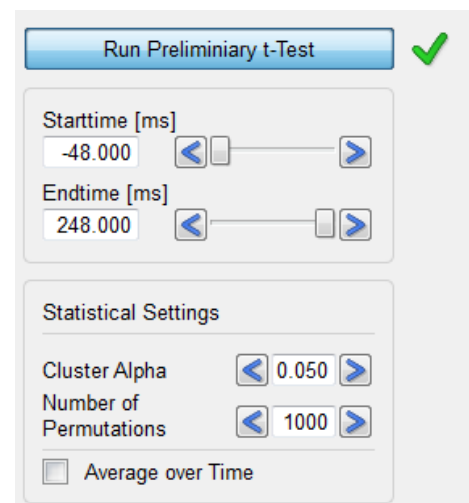 Run Preliminiary t-Test
Starttime [ms]
-48.000
Endtime [ms]
248.000
Statistical Settings
Cluster Alpha 0.050
Number of
Permutations 1000
Average over Time